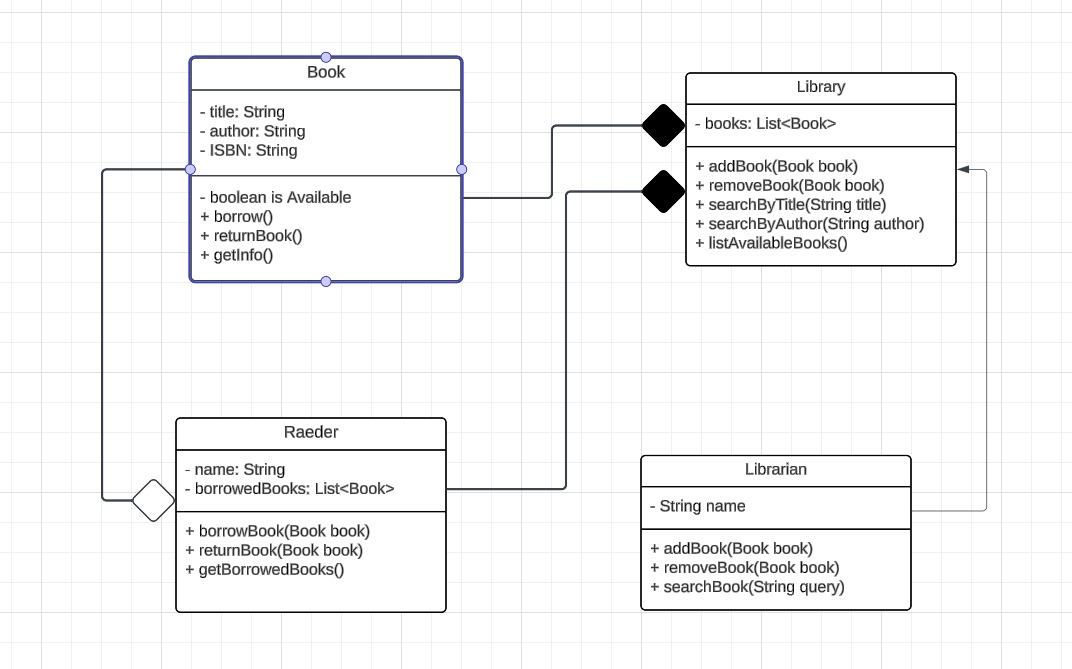 Book
- title: String
- author: String
- ISBN: String
- boolean is Available
+ borrow()
+ returnBook()
+ getInfo()
Library
- books: List<Book>
+ addBook(Book book)
+ removeBook(Book book)
+ searchByTitle(String title)
+ searchByAuthor(String author)
+ listAvailableBooks()
Raeder
- name: String
- borrowedBooks: List<Book>
+ borrowBook(Book book)
+ returnBook(Book book)
+ getBorrowedBooks()
Librarian
- String name
+ addBook(Book book)
+ removeBook(Book book)
+ searchBook(String query)